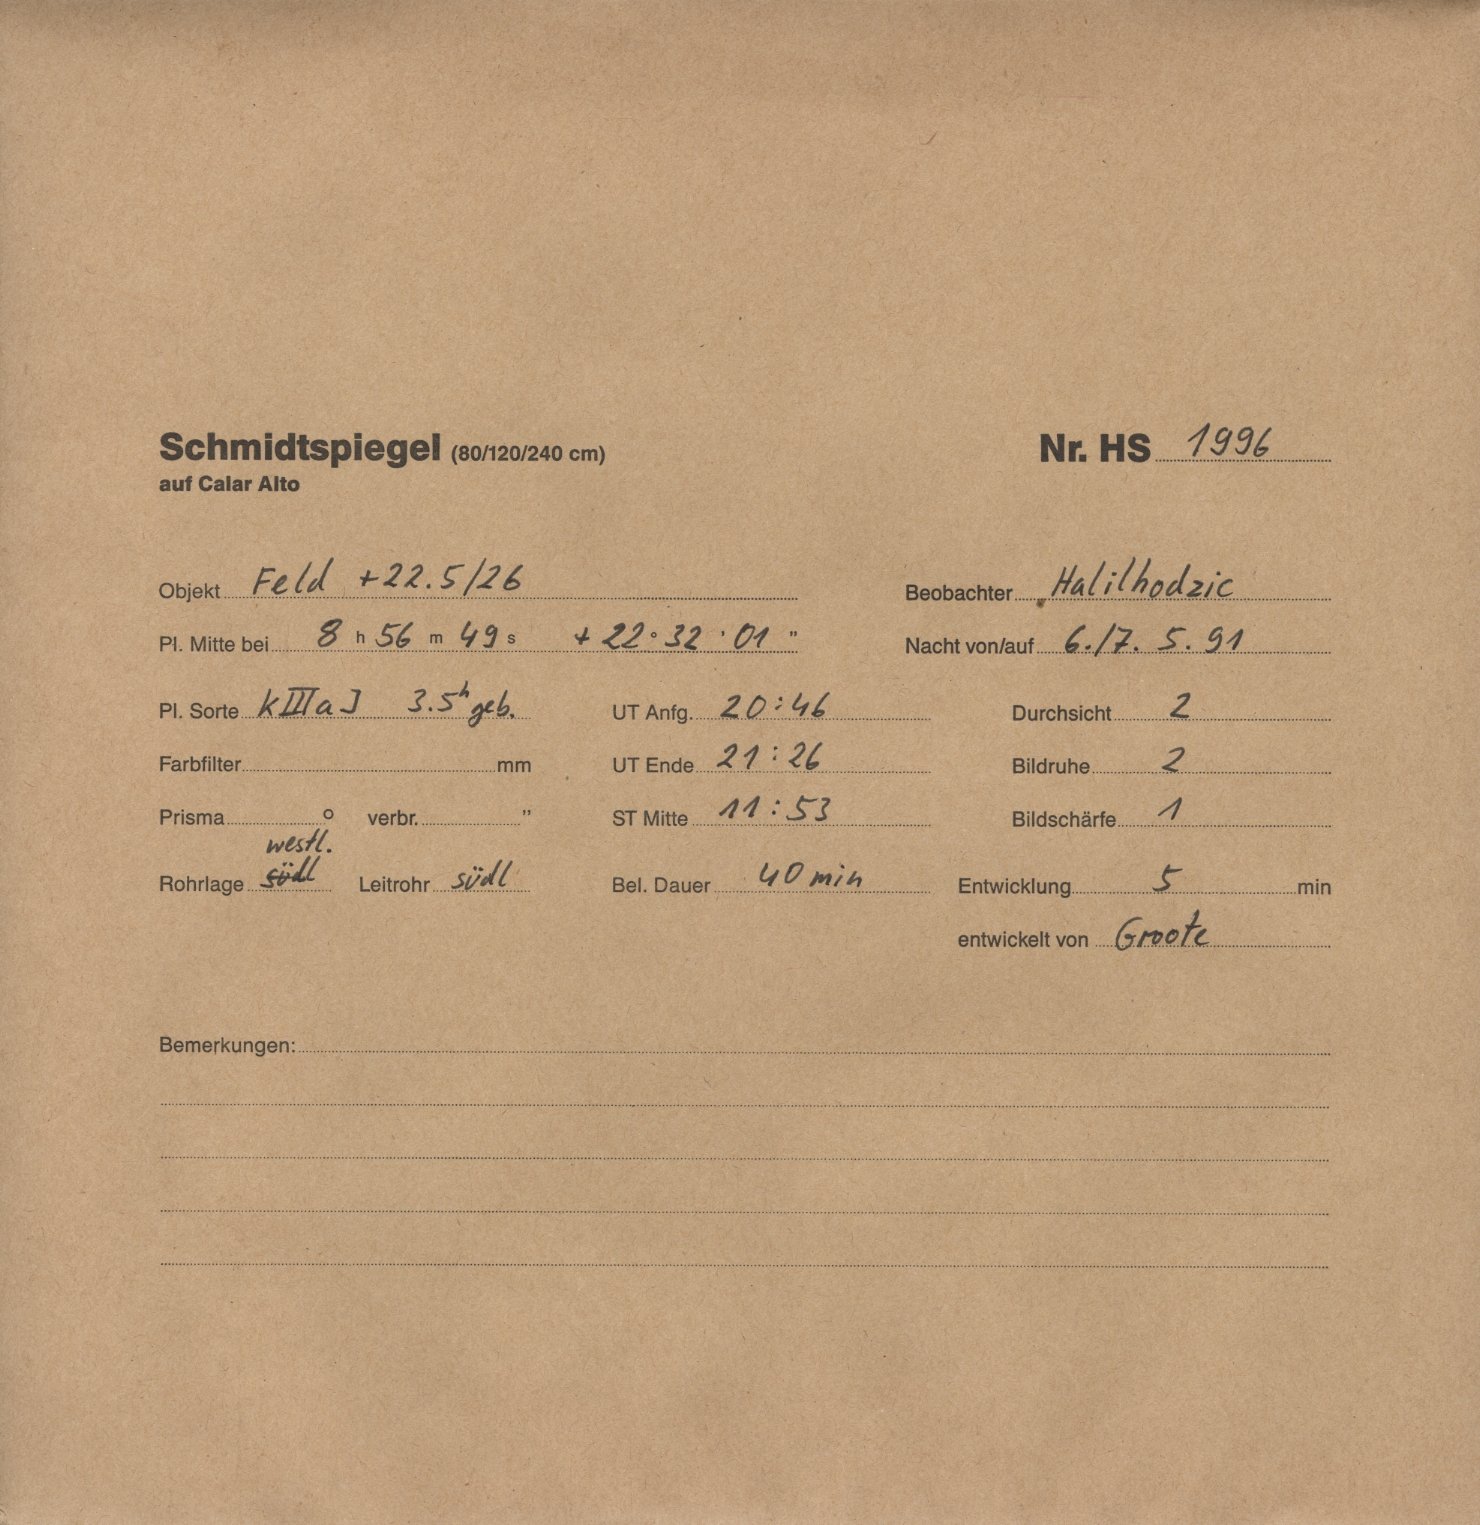 Schmidtspiegel (80/120/240 cm) Nr. HS 1996
auf Calar Alto
Objekt Feld +22.5/26 Beobachter Halilhodzic
Pl. Mitte bei 8 h 56 m 49 s + 22° 32 ' 01 " Nacht von/auf 6./7. 5. 91
Pl. Sorte kIIIaJ 3.5h geb. UT Anfg. 20:46 Durchsicht 2
Farbfilter mm UT Ende 21:26 Bildruhe 2
Prisma ° verbr. " ST Mitte 11:53 Bildschärfe 1
westl.
Rohrlage südl Leitrohr südl Bel. Dauer 40 min Entwicklung 5 min
entwickelt von Groote
Bemerkungen: